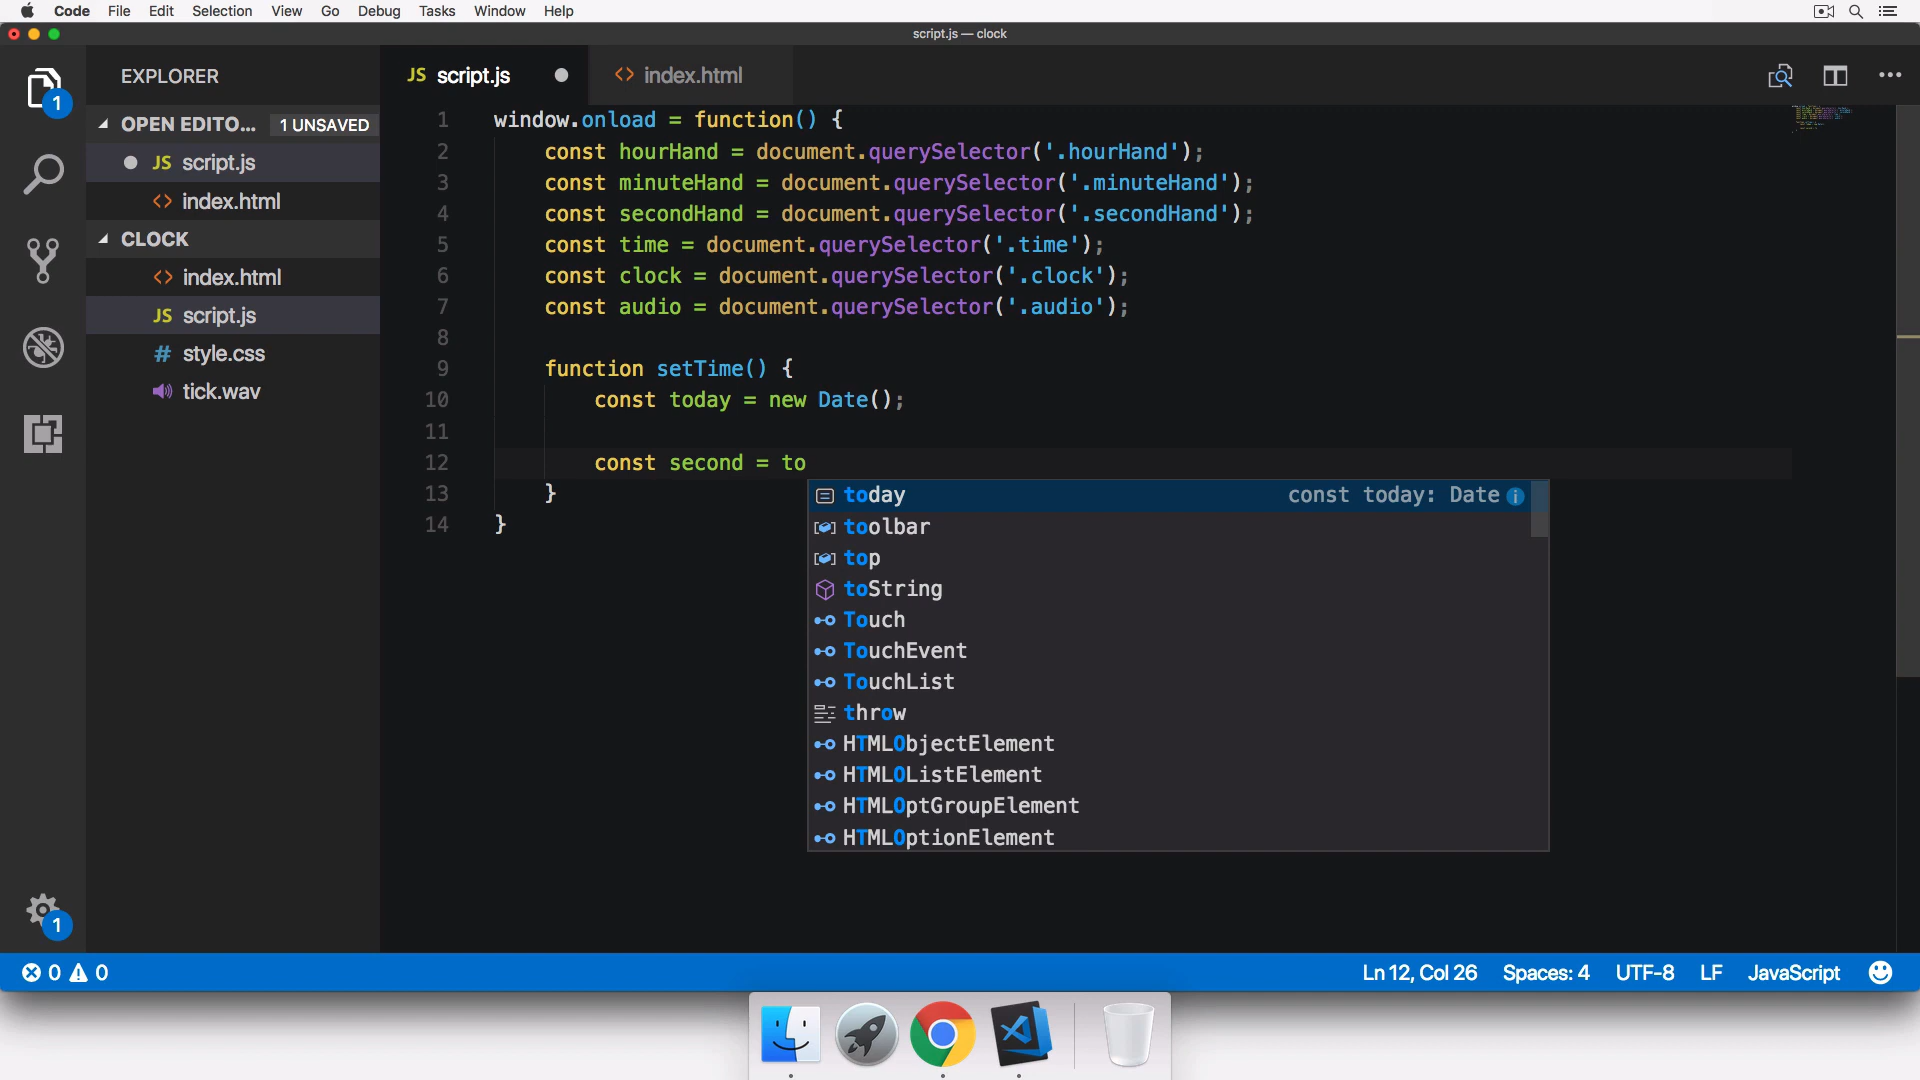 Code File Edit Selection View Go Debug Tasks Window Help
script.js — clock
EXPLORER
OPEN EDITO... 1 UNSAVED
JS script.js
<> index.html
CLOCK
<> index.html
JS script.js
# style.css
tick.wav
1
1
JS script.js
<> index.html
1 window.onload = function() {
2 const hourHand = document.querySelector('.hourHand');
3 const minuteHand = document.querySelector('.minuteHand');
4 const secondHand = document.querySelector('.secondHand');
5 const time = document.querySelector('.time');
6 const clock = document.querySelector('.clock');
7 const audio = document.querySelector('.audio');
8
9 function setTime() {
10 const today = new Date();
11
12 const second = to
13 }
14 }
today const today: Date
toolbar
top
toString
Touch
TouchEvent
TouchList
throw
HTMLObjectElement
HTMLOListElement
HTMLOptGroupElement
HTMLOptionElement
0 0 Ln 12, Col 26 Spaces: 4 UTF-8 LF JavaScript